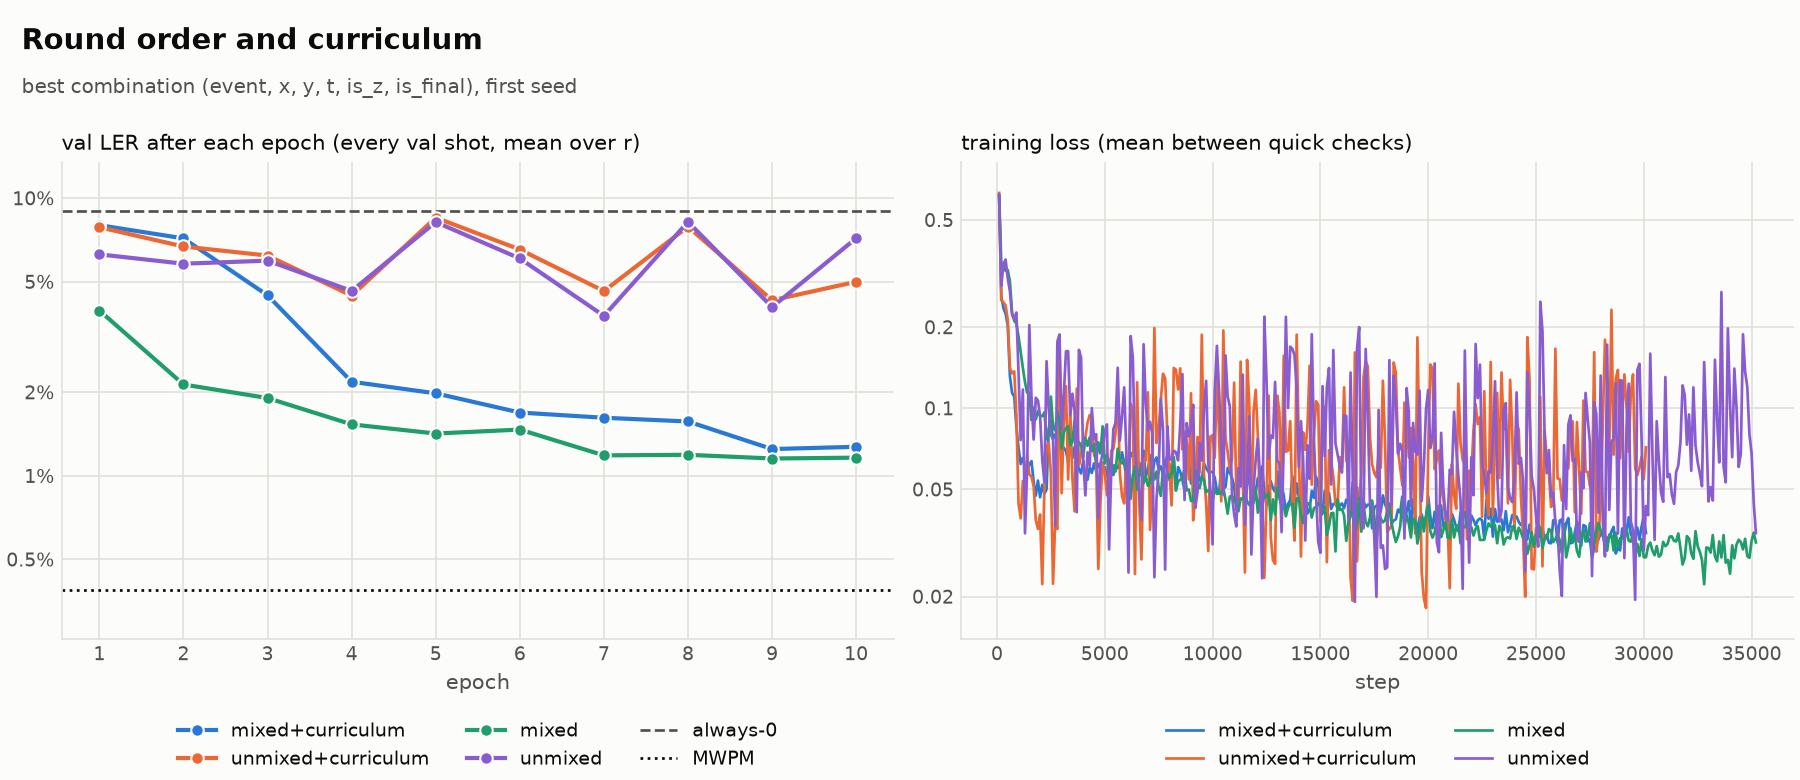 Round order and curriculum
best combination (event, x, y, t, is_z, is_final), first seed
val LER after each epoch (every val shot, mean over r)
10%
5%
2%
1%
0.5%
1 2 3 4 5 6 7 8 9 10
epoch
mixed+curriculum mixed always-0
unmixed+curriculum unmixed MWPM
training loss (mean between quick checks)
0.5
0.2
0.1
0.05
0.02
0 5000 10000 15000 20000 25000 30000 35000
step
mixed+curriculum mixed
unmixed+curriculum unmixed